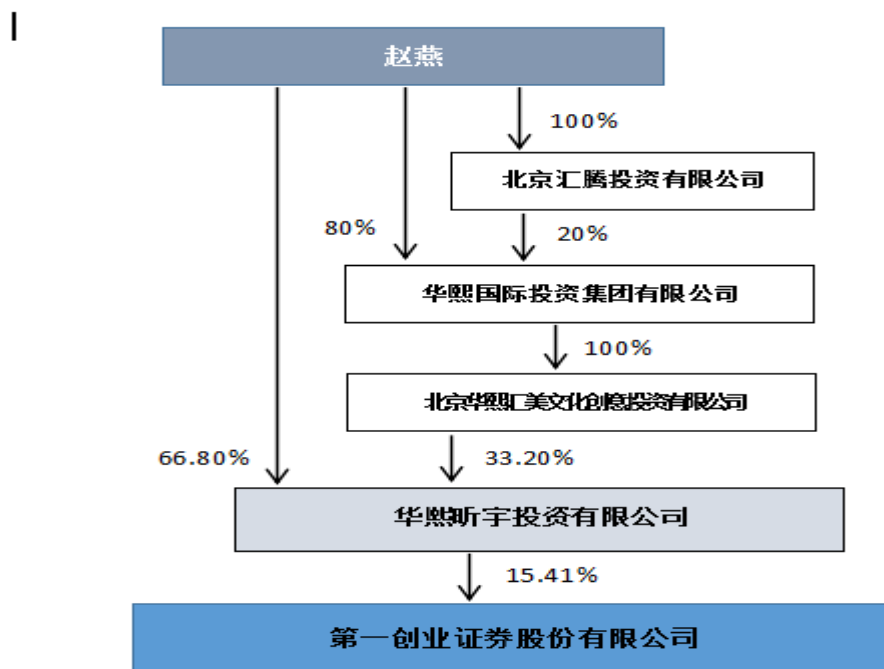 I
赵燕
100%
北京汇腾投资有限公司
80%
20%
华熙国际投资集团有限公司
100%
北京华熙汇美文化创意投资有限公司
66.80%
33.20%
华熙昕宇投资有限公司
15.41%
第一创业证券股份有限公司